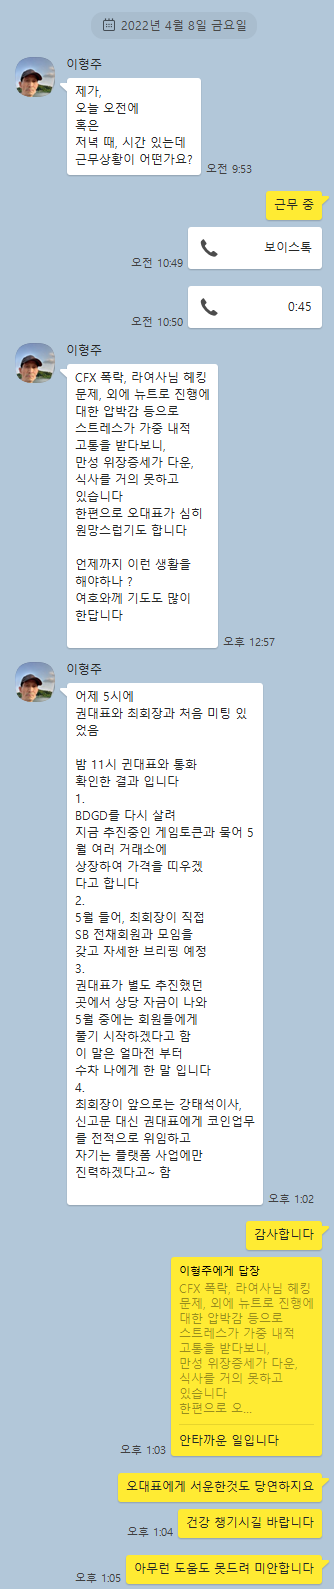 2022년 4월 8일 금요일
이형주
제가,
오늘 오전에
혹은
저녁 때, 시간 있는데
근무상황이 어떤가요?
오전 9:53
근무 중
보이스톡
오전 10:49
0:45
오전 10:50
이형주
CFX 폭락, 라여사님 헤킹
문제, 외에 뉴트로 진행에
대한 압박감 등으로
스트레스가 가중 내적
고통을 받다보니,
만성 위장증세가 다운,
식사를 거의 못하고
있습니다
한편으로 오대표가 심히
원망스럽기도 합니다
언제까지 이런 생활을
해야하나 ?
여호와께 기도도 많이
한답니다
오후 12:57
이형주
어제 5시에
권대표와 최회장과 처음 미팅 있
었음
밤 11시 귄대표와 통화
확인한 결과 입니다
1.
BDGD를 다시 살려
지금 추진중인 게임토큰과 묶어 5
월 여러 거래소에
상장하여 가격을 띠우겠
다고 합니다
2.
5월 들어, 최회장이 직접
SB 전채회원과 모임을
갖고 자세한 브리핑 예정
3.
권대표가 별도 추진했던
곳에서 상당 자금이 나와
5월 중에는 회원들에게
풀기 시작하겠다고 함
이 말은 얼마전 부터
수차 나에게 한 말 입니다
4.
최회장이 앞으로는 강태석이사,
신고문 대신 권대표에게 코인업무
를 전적으로 위임하고
자기는 플랫폼 사업에만
진력하겠다고~ 함
오후 1:02
감사합니다
이형주에게 답장
CFX 폭락, 라여사님 헤킹
문제, 외에 뉴트로 진행에
대한 압박감 등으로
스트레스가 가중 내적
고통을 받다보니,
만성 위장증세가 다운,
식사를 거의 못하고
있습니다
한편으로 오...
안타까운 일입니다
오후 1:03
오대표에게 서운한것도 당연하지요
건강 챙기시길 바랍니다
오후 1:04
아무런 도움도 못드려 미안합니다
오후 1:05